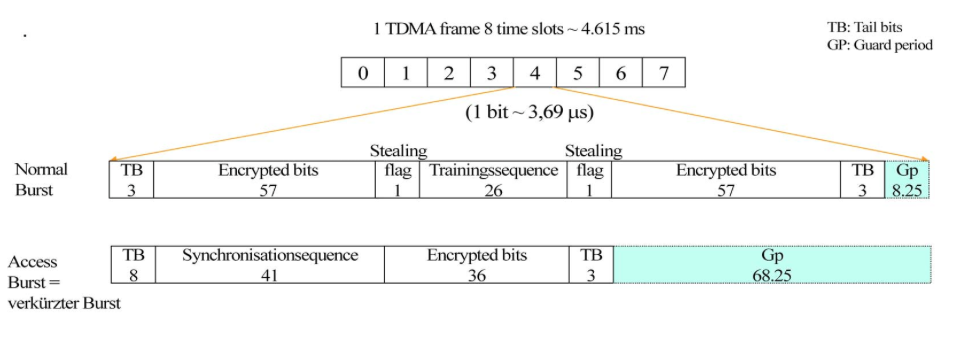 1 TDMA frame 8 time slots ~ 4.615 ms
TB: Tail bits
GP: Guard period
0 1 2 3 4 5 6 7
(1 bit ~ 3,69 µs)
Normal
Burst
Stealing Stealing
TB Encrypted bits flag Trainingssequence flag Encrypted bits TB Gp
3 57 1 26 1 57 3 8.25
Access
Burst =
verkürzter Burst
TB Synchronisationsequence Encrypted bits TB Gp
8 41 36 3 68.25